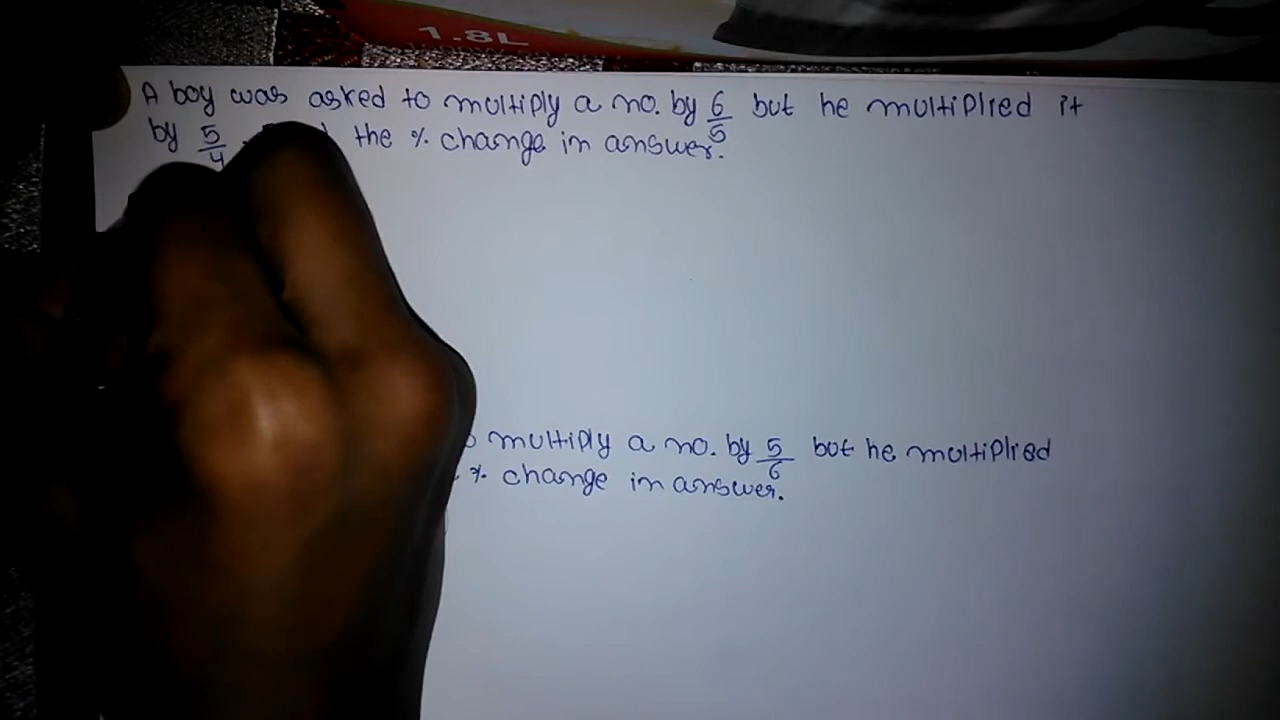 1.8L
A boy was asked to multiply a no. by 6/5 but he multiplied it
by 5/4 the % change in answer.
multiply a no. by 5/6 but he multiplied
% change in answer.